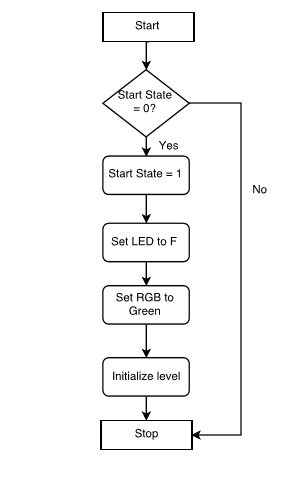 Start
Start State
= 0?
Yes
Start State = 1
No
Set LED to F
Set RGB to
Green
Initialize level
Stop